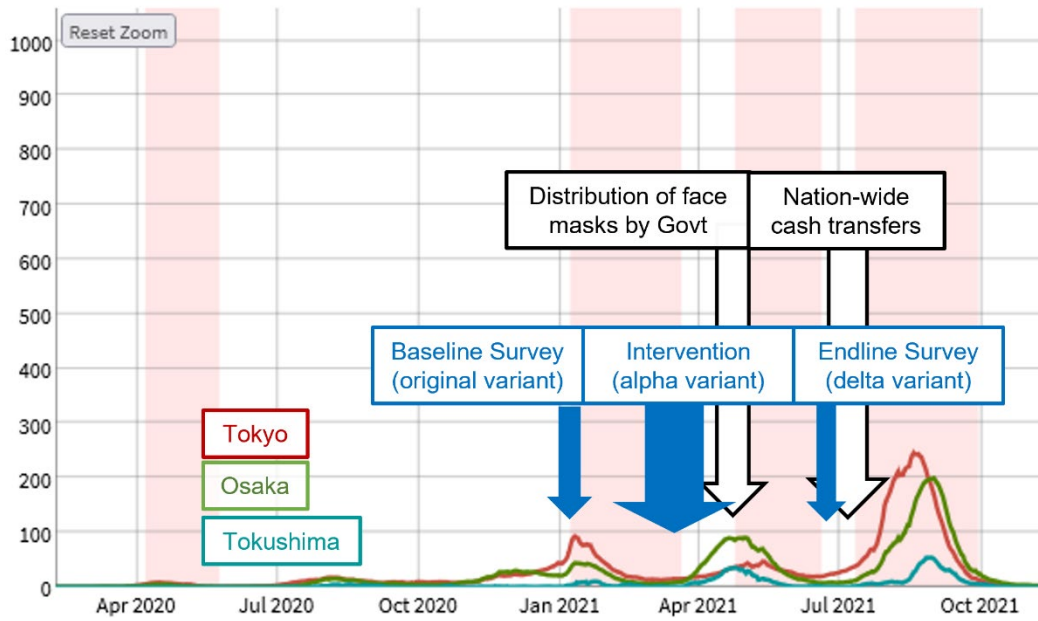 Reset Zoom
1000
900
800
700
600
500
400
300
200
100
0
Distribution of face
masks by Govt
Nation-wide
cash transfers
Baseline Survey
(original variant)
Intervention
(alpha variant)
Endline Survey
(delta variant)
Tokyo
Osaka
Tokushima
Apr 2020
Jul 2020
Oct 2020
Jan 2021
Apr 2021
Jul 2021
Oct 2021